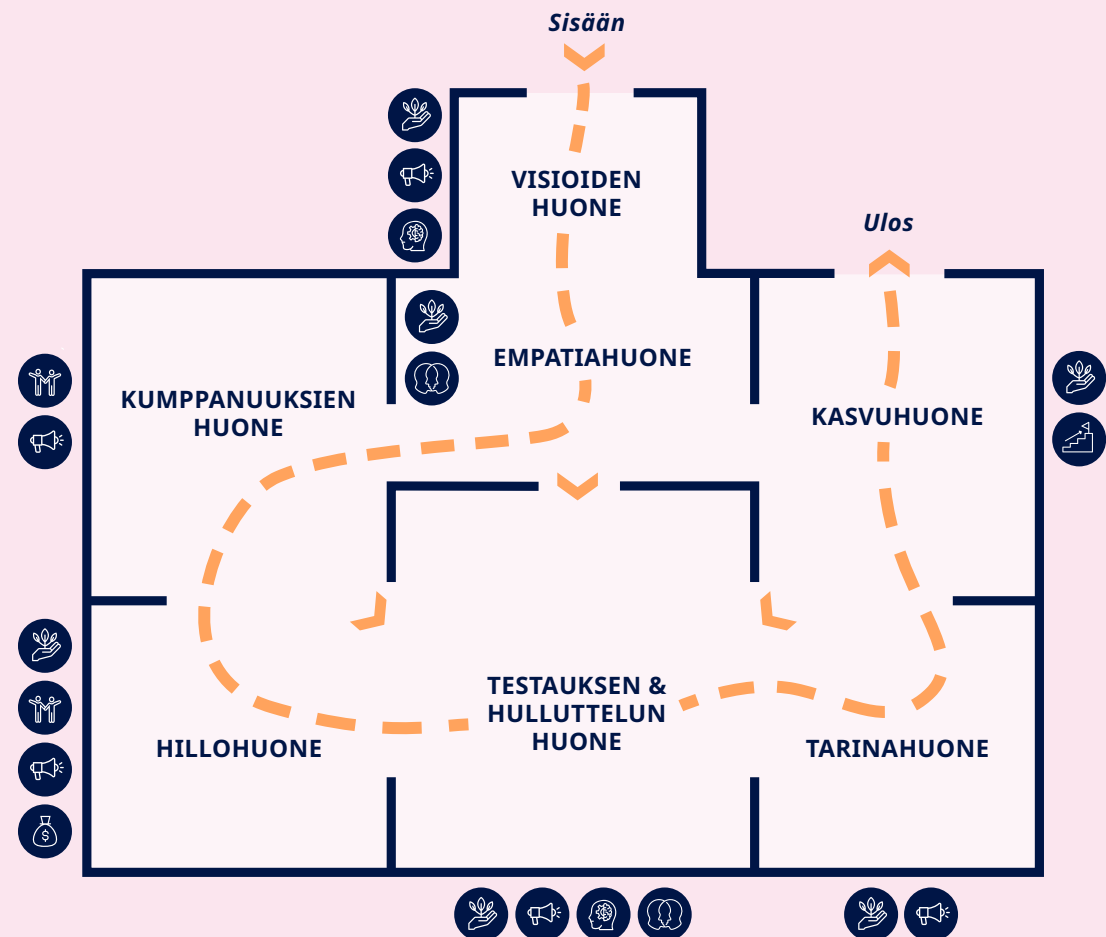 Sisään
VISIOIDEN
HUONE
Ulos
EMPATIAHUONE
KUMPPANUUKSIEN
HUONE
KASVUHUONE
TESTAUKSEN &
HULLUTTELUN
HUONE
HILLOHUONE
TARINAHUONE
$